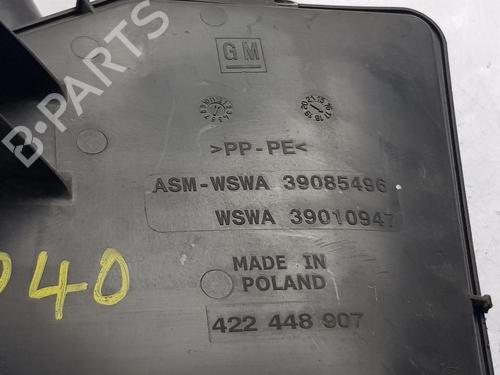 GM
>PP-PE<
ASM-WSWA 39085496
WSWA 39010947
MADE IN
POLAND
422 448 907
040
B-PARTS